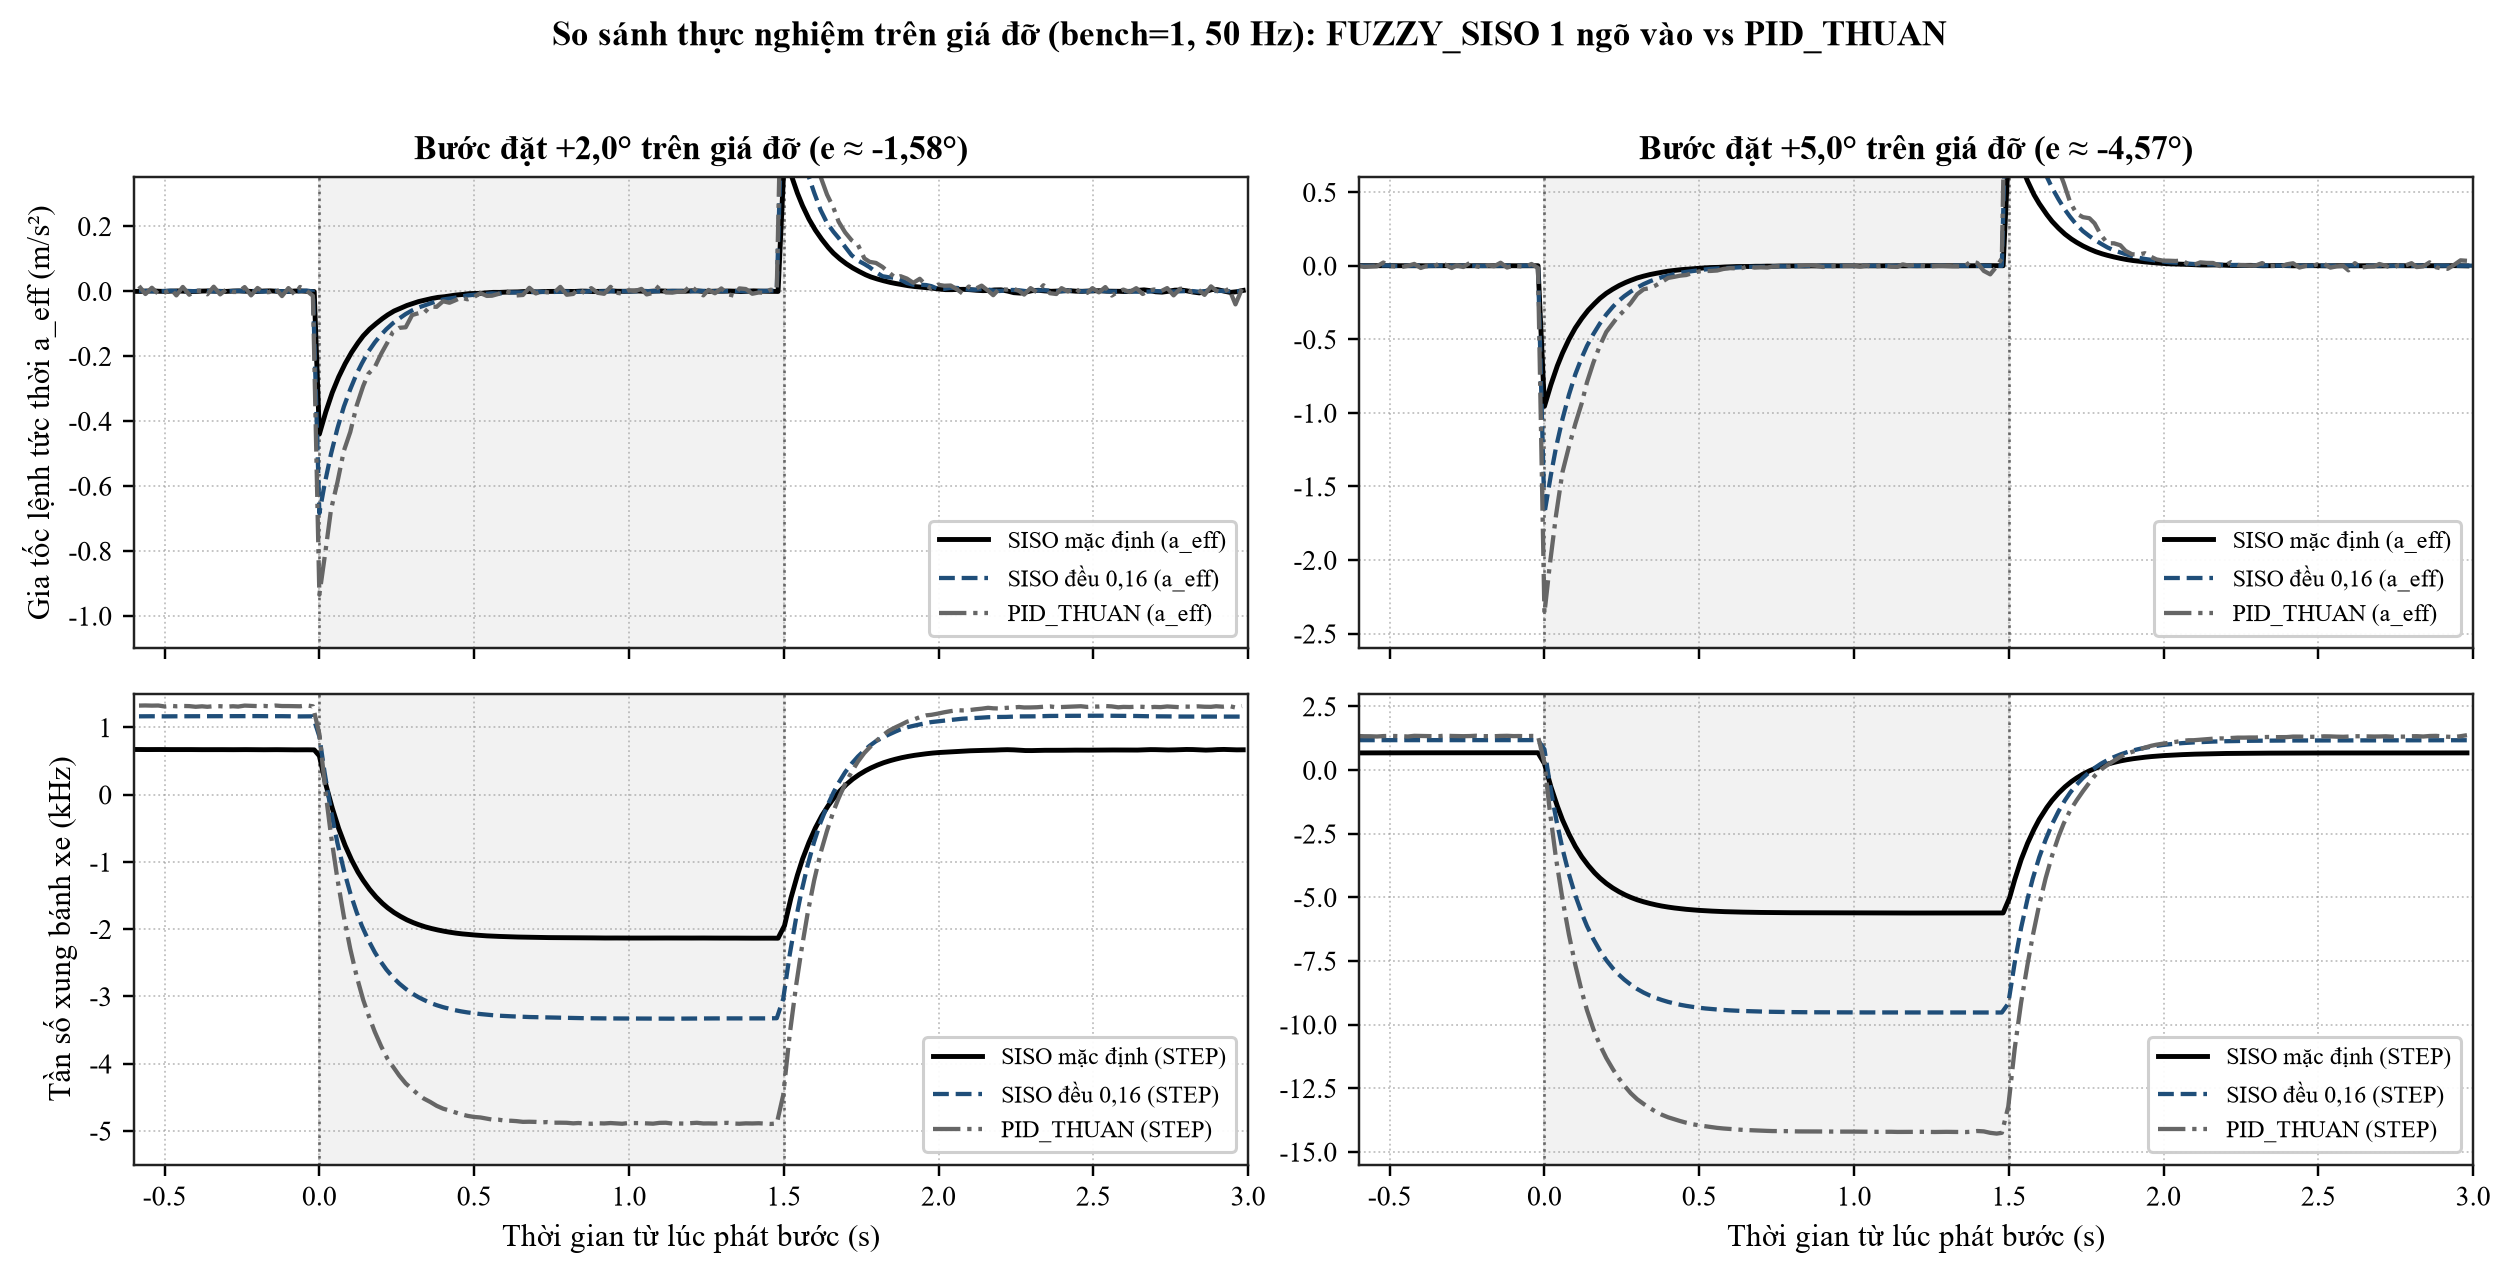 So sánh thực nghiệm trên giá đỡ (bench=1, 50 Hz): FUZZY_SISO 1 ngõ vào vs PID_THUAN
Bước đặt +2,0° trên giá đỡ (e ≈ -1,58°)
Gia tốc lệnh tức thời a_eff (m/s²)
0.2
0.0
-0.2
-0.4
-0.6
-0.8
-1.0
SISO mặc định (a_eff)
SISO đều 0,16 (a_eff)
PID_THUAN (a_eff)
Bước đặt +5,0° trên giá đỡ (e ≈ -4,57°)
0.5
0.0
-0.5
-1.0
-1.5
-2.0
-2.5
SISO mặc định (a_eff)
SISO đều 0,16 (a_eff)
PID_THUAN (a_eff)
Tần số xung bánh xe (kHz)
1
0
-1
-2
-3
-4
-5
SISO mặc định (STEP)
SISO đều 0,16 (STEP)
PID_THUAN (STEP)
-0.5 0.0 0.5 1.0 1.5 2.0 2.5 3.0
Thời gian từ lúc phát bước (s)
2.5
0.0
-2.5
-5.0
-7.5
-10.0
-12.5
-15.0
SISO mặc định (STEP)
SISO đều 0,16 (STEP)
PID_THUAN (STEP)
-0.5 0.0 0.5 1.0 1.5 2.0 2.5 3.0
Thời gian từ lúc phát bước (s)